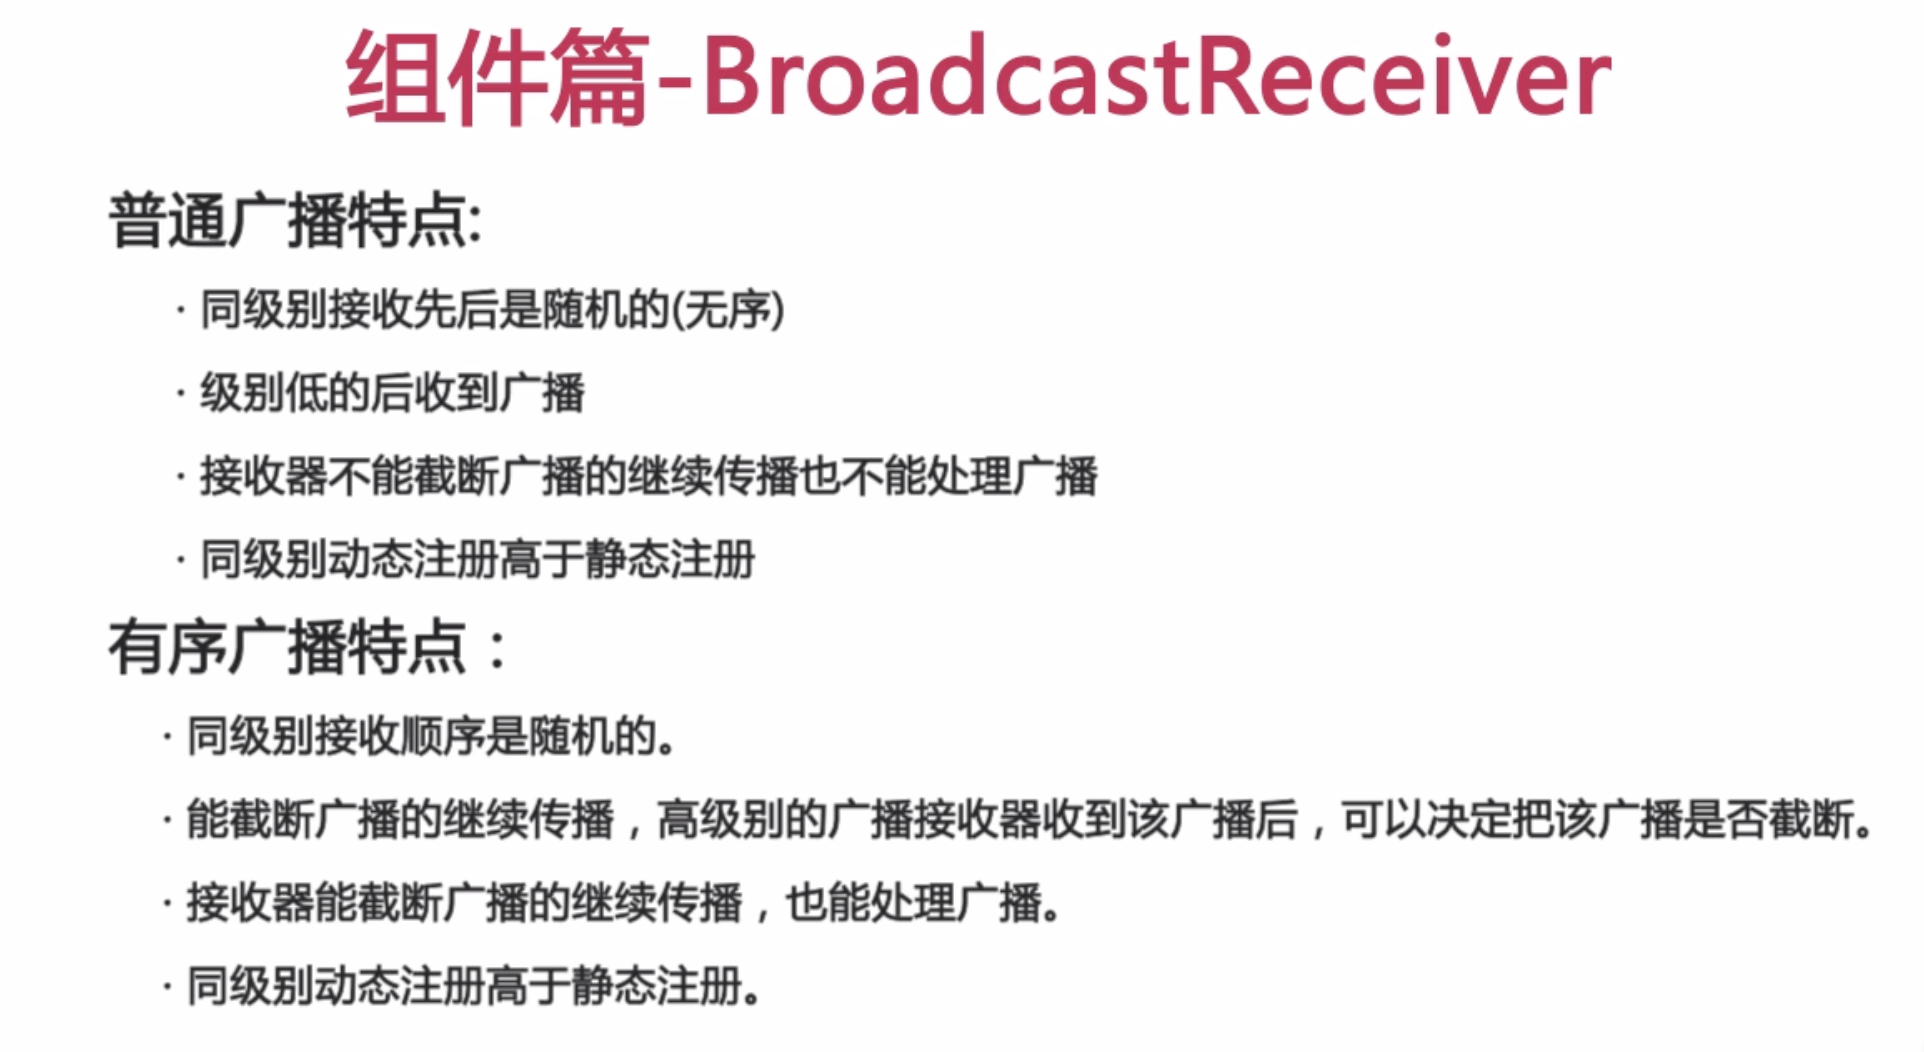 组件篇-BroadcastReceiver
普通广播特点:
· 同级别接收先后是随机的(无序)
· 级别低的后收到广播
· 接收器不能截断广播的继续传播也不能处理广播
· 同级别动态注册高于静态注册
有序广播特点：
· 同级别接收顺序是随机的。
· 能截断广播的继续传播，高级别的广播接收器收到该广播后，可以决定把该广播是否截断。
· 接收器能截断广播的继续传播，也能处理广播。
· 同级别动态注册高于静态注册。